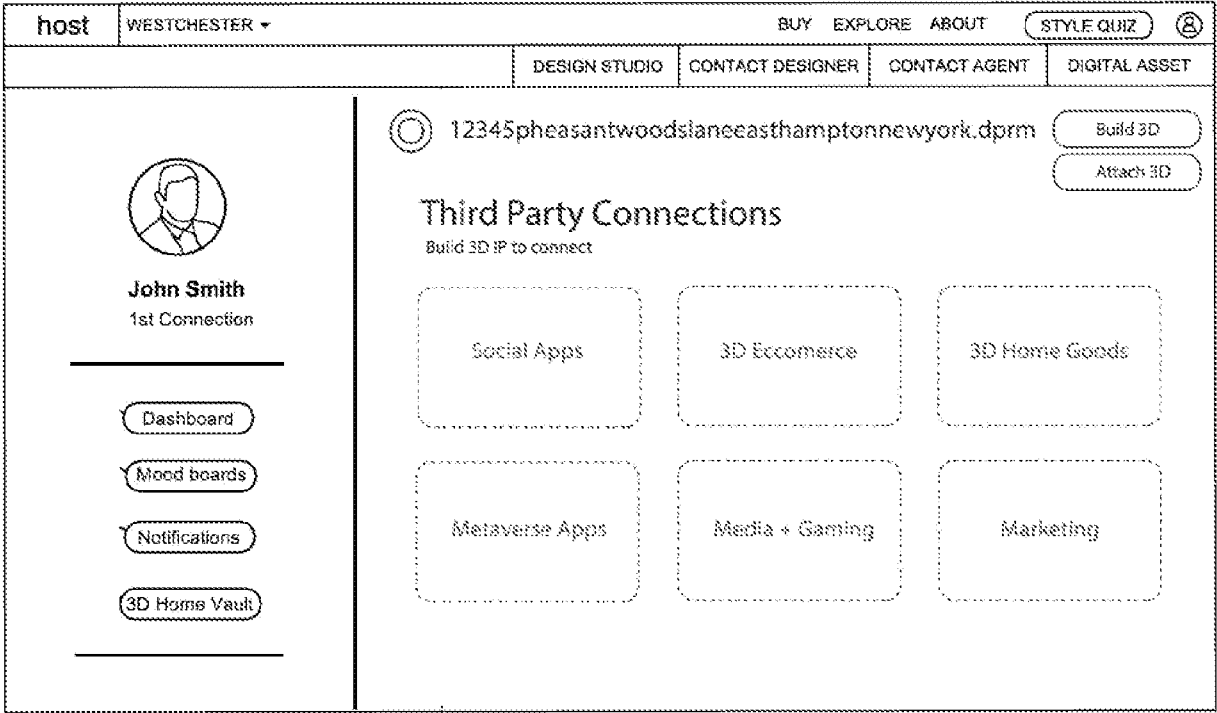 host WESTCHESTER BUY EXPLORE ABOUT STYLE QUIZ
DESIGN STUDIO CONTACT DESIGNER CONTACT AGENT DIGITAL ASSET
12345pheasantwoodslaneeasthamptonnewyork.dprm
Build 3D
Attach 3D
John Smith
1st Connection
Dashboard
Mood boards
Notifications
3D Home Vault
Third Party Connections
Build 3D IP to connect
Social Apps
3D Eccomerce
3D Home Goods
Metaverse Apps
Media + Gaming
Marketing